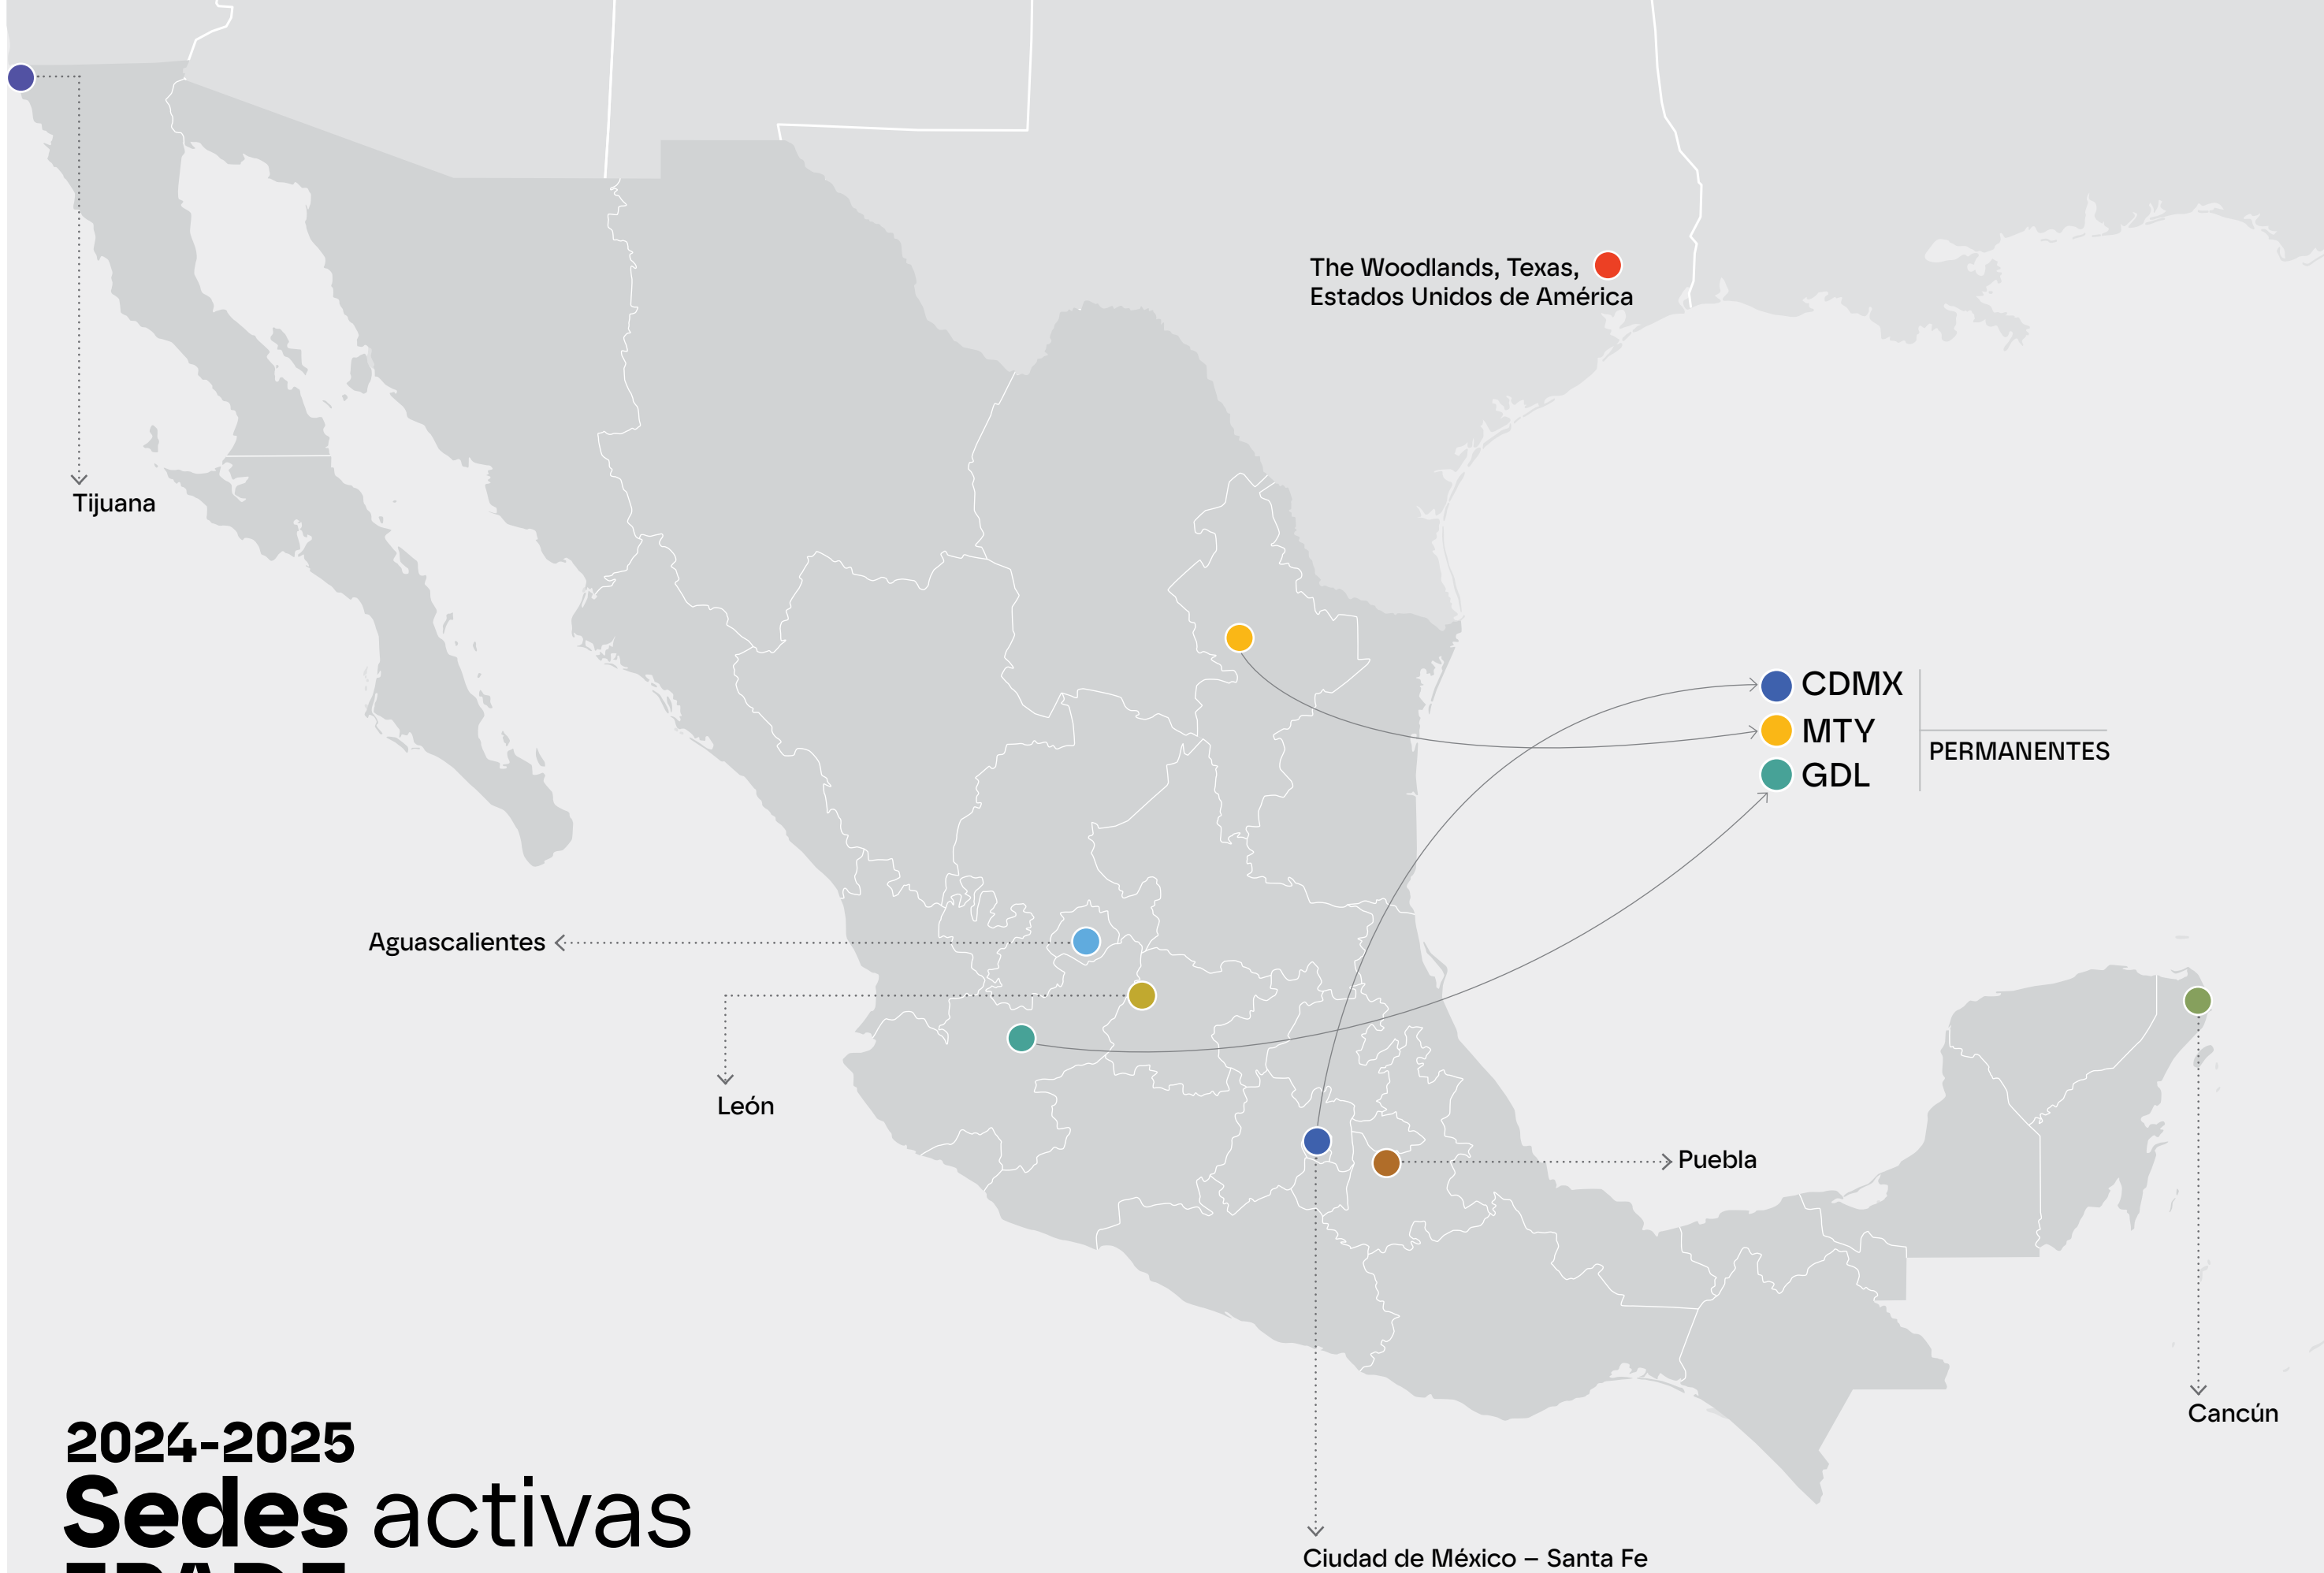 The Woodlands, Texas,
Estados Unidos de América
Tijuana
CDMX
MTY
GDL
PERMANENTES
Aguascalientes
León
Puebla
Cancún
2024-2025
Sedes activas
Ciudad de México – Santa Fe